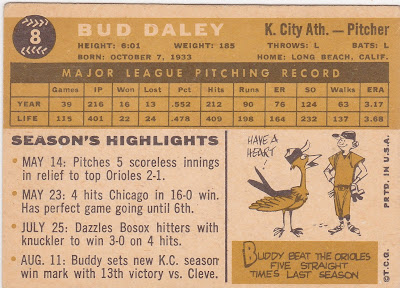 8
BUD DALEY
K. City Ath. — Pitcher
HEIGHT: 6:01 WEIGHT: 185 THROWS: L BATS: L
BORN: OCTOBER 7, 1933 HOME: LONG BEACH, CALIF.
MAJOR LEAGUE PITCHING RECORD
Games IP Won Lost Pct. Hits Runs ER SO Walks ERA
YEAR 39 216 16 13 .552 212 90 76 124 63 3.17
LIFE 115 401 22 24 .478 409 184 164 232 137 3.68
SEASON'S HIGHLIGHTS
• MAY 14: Pitches 5 scoreless innings
in relief to top Orioles 2-1.
• MAY 23: 4 hits Chicago in 16-0 win.
Has perfect game going until 6th.
• JULY 25: Dazzles Bosox hitters with
knuckler to win 3-0 on 4 hits.
• AUG. 11: Buddy sets new K.C. season
win mark with 13th victory vs. Cleve.
HAVE A
HEART!
BUDDY BEAT THE ORIOLES
FIVE STRAIGHT
TIMES LAST SEASON
©T.C.G. PRTD. IN U.S.A.